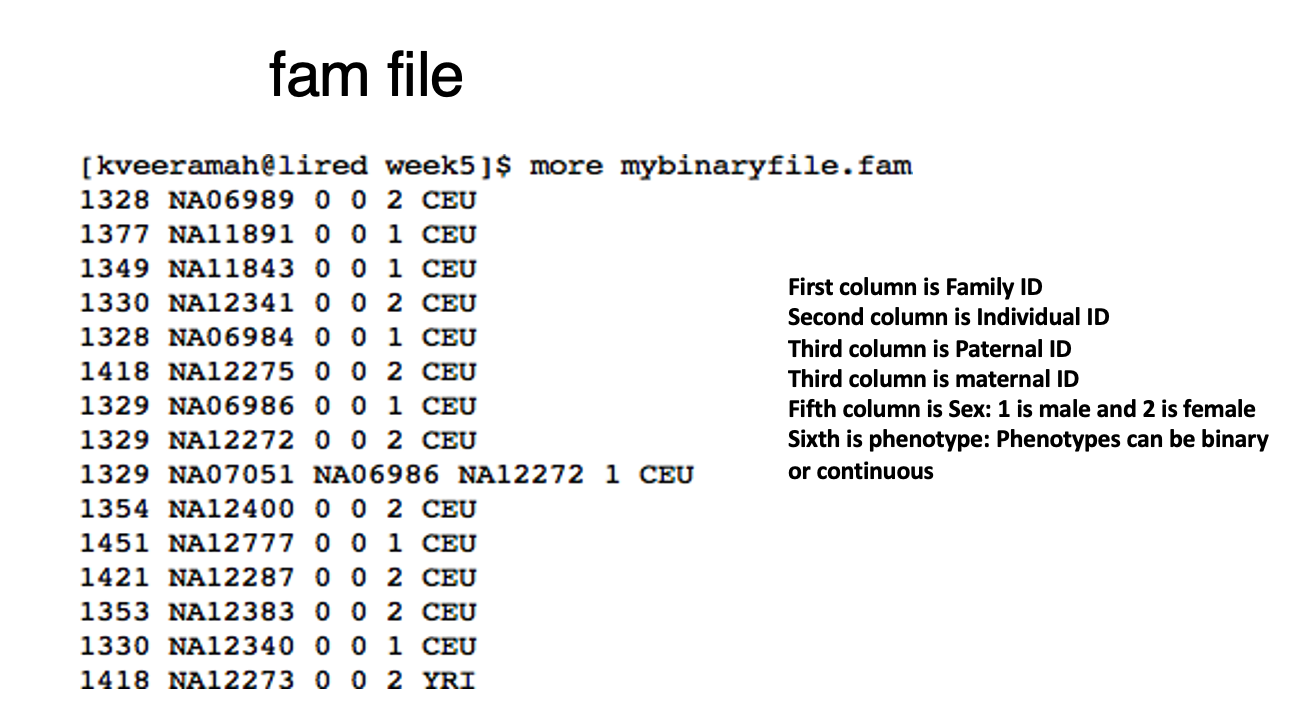 fam file
[kveeramah@lired week5]$ more mybinaryfile.fam
1328 NA06989 0 0 2 CEU
1377 NA11891 0 0 1 CEU
1349 NA11843 0 0 1 CEU
1330 NA12341 0 0 2 CEU
1328 NA06984 0 0 1 CEU
1418 NA12275 0 0 2 CEU
1329 NA06986 0 0 1 CEU
1329 NA12272 0 0 2 CEU
1329 NA07051 NA06986 NA12272 1 CEU
1354 NA12400 0 0 2 CEU
1451 NA12777 0 0 1 CEU
1421 NA12287 0 0 2 CEU
1353 NA12383 0 0 2 CEU
1330 NA12340 0 0 1 CEU
1418 NA12273 0 0 2 YRI
First column is Family ID
Second column is Individual ID
Third column is Paternal ID
Third column is maternal ID
Fifth column is Sex: 1 is male and 2 is female
Sixth is phenotype: Phenotypes can be binary
or continuous